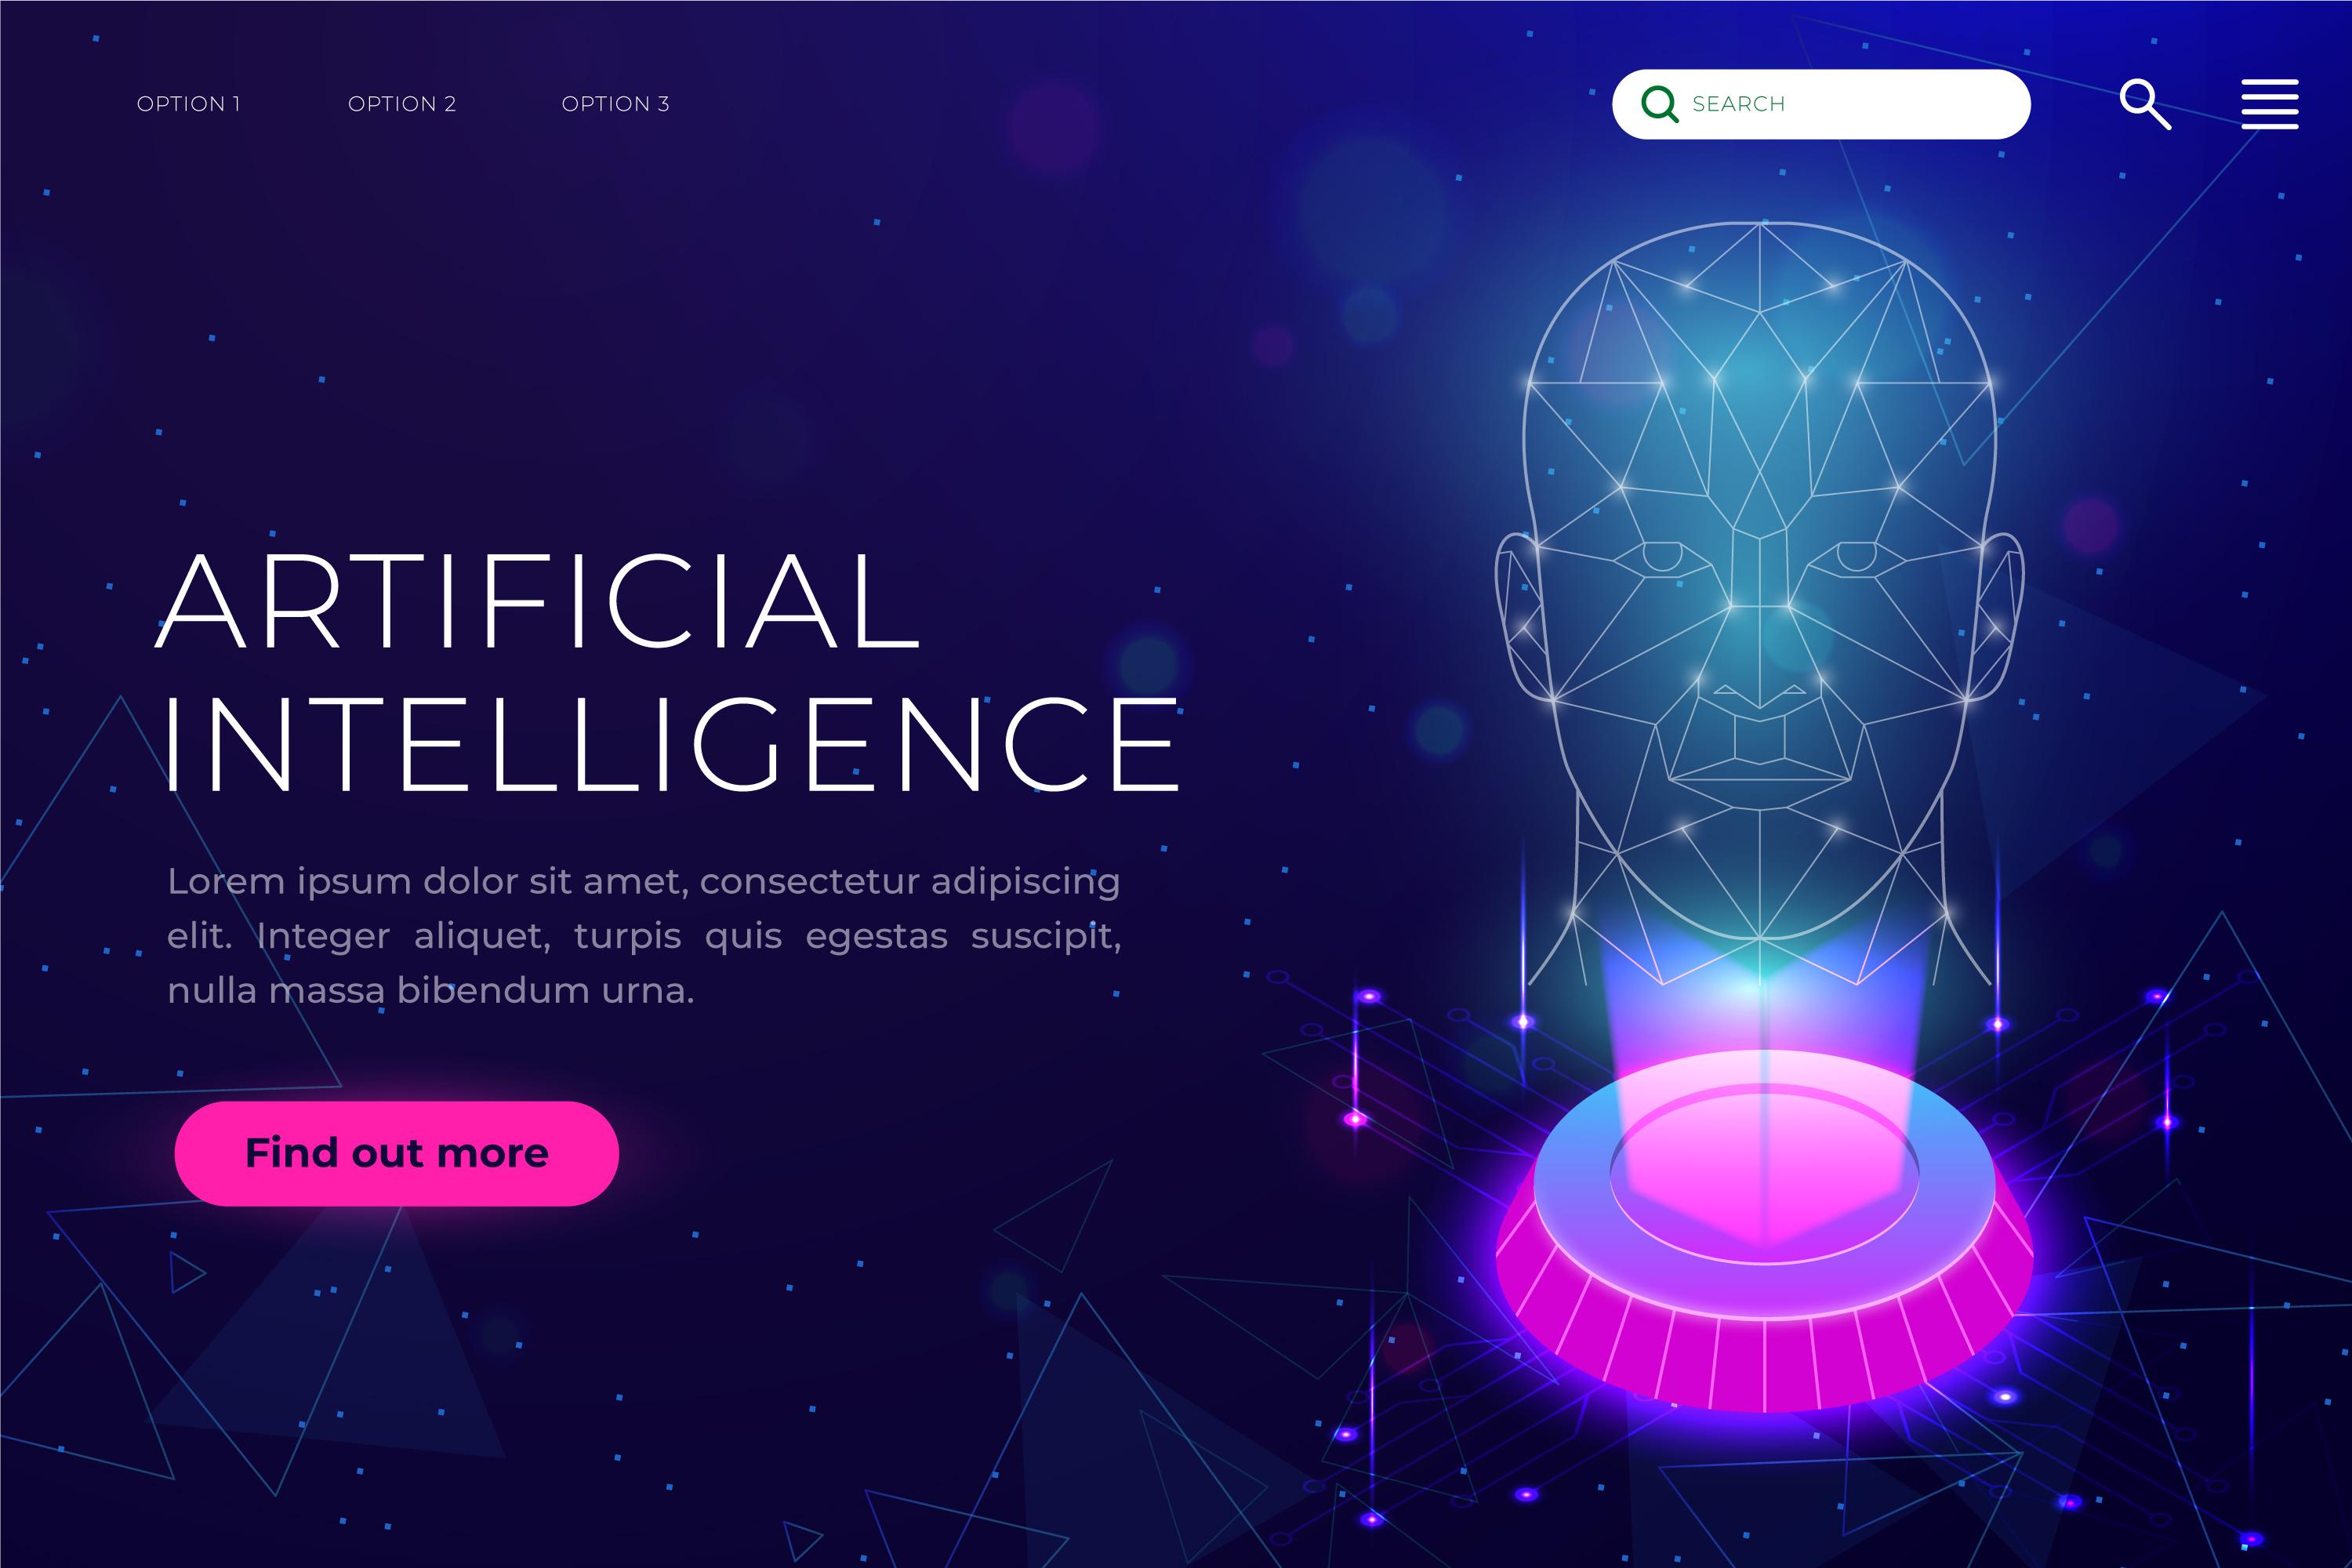 OPTION 1
OPTION 2
OPTION 3
SEARCH
ARTIFICIAL
INTELLIGENCE
Lorem ipsum dolor sit amet, consectetur adipiscing
elit. Integer aliquet, turpis quis egestas suscipit,
nulla massa bibendum urna.
Find out more